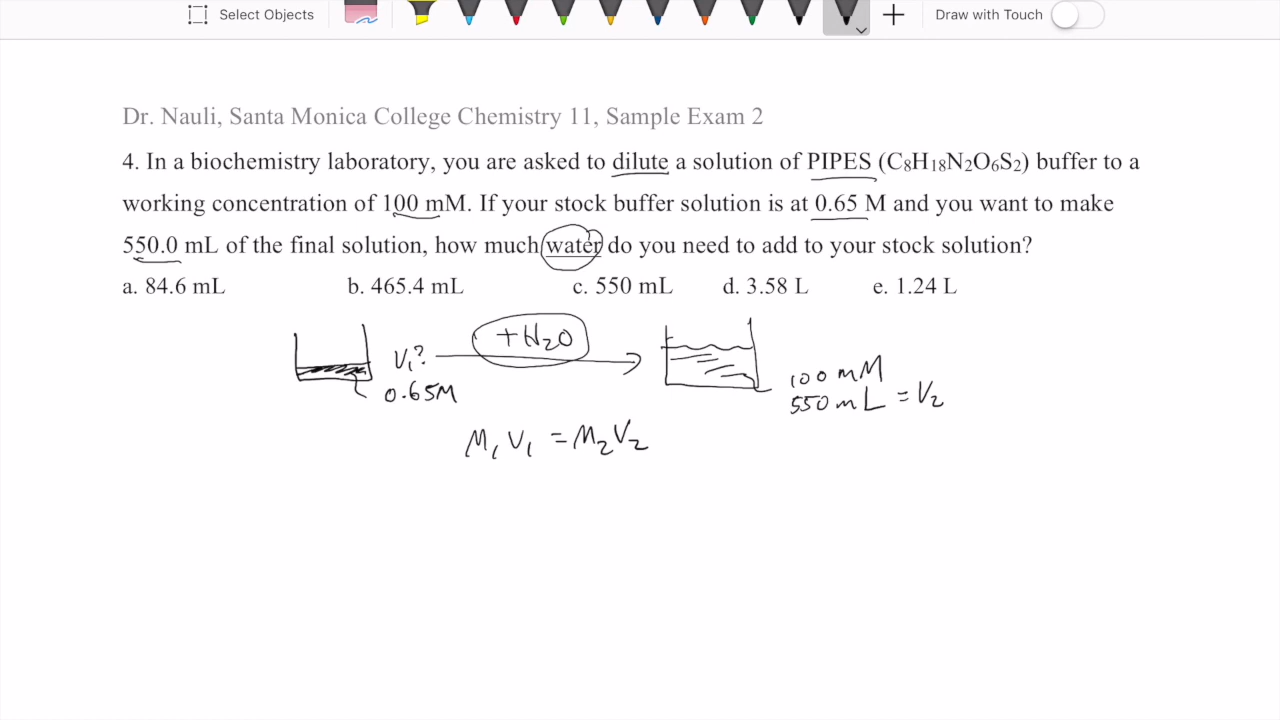 Select Objects
Draw with Touch
Dr. Nauli, Santa Monica College Chemistry 11, Sample Exam 2
4. In a biochemistry laboratory, you are asked to dilute a solution of PIPES (C₈H₁₈N₂O₆S₂) buffer to a
working concentration of 100 mM. If your stock buffer solution is at 0.65 M and you want to make
550.0 mL of the final solution, how much water do you need to add to your stock solution?
a. 84.6 mL b. 465.4 mL c. 550 mL d. 3.58 L e. 1.24 L
+H₂O
V₁?
0.65M
100 mM
550 mL = V₂
M₁V₁ = M₂V₂